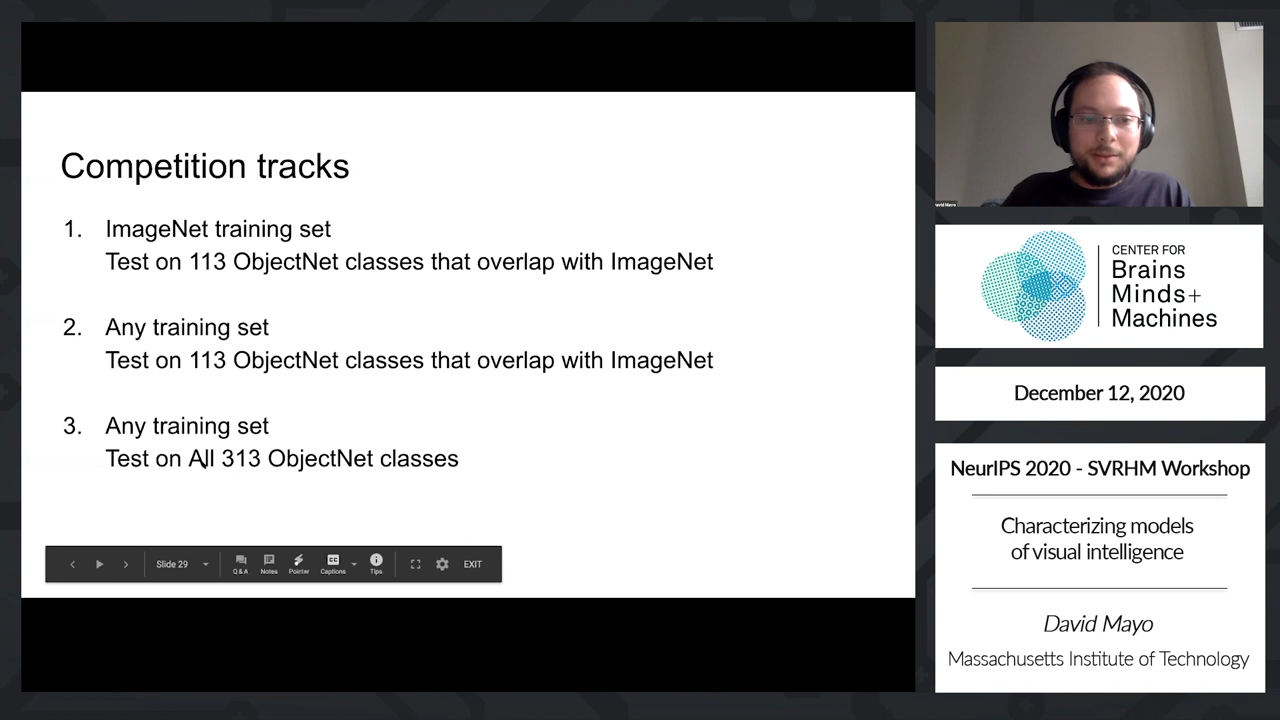 Competition tracks
1. ImageNet training set
Test on 113 ObjectNet classes that overlap with ImageNet
2. Any training set
Test on 113 ObjectNet classes that overlap with ImageNet
3. Any training set
Test on All 313 ObjectNet classes
Slide 29
Q&A
Notes
Pointer
Captions
Tips
EXIT
CENTER FOR
Brains
Minds+
Machines
December 12, 2020
NeurIPS 2020 - SVRHM Workshop
Characterizing models
of visual intelligence
David Mayo
Massachusetts Institute of Technology